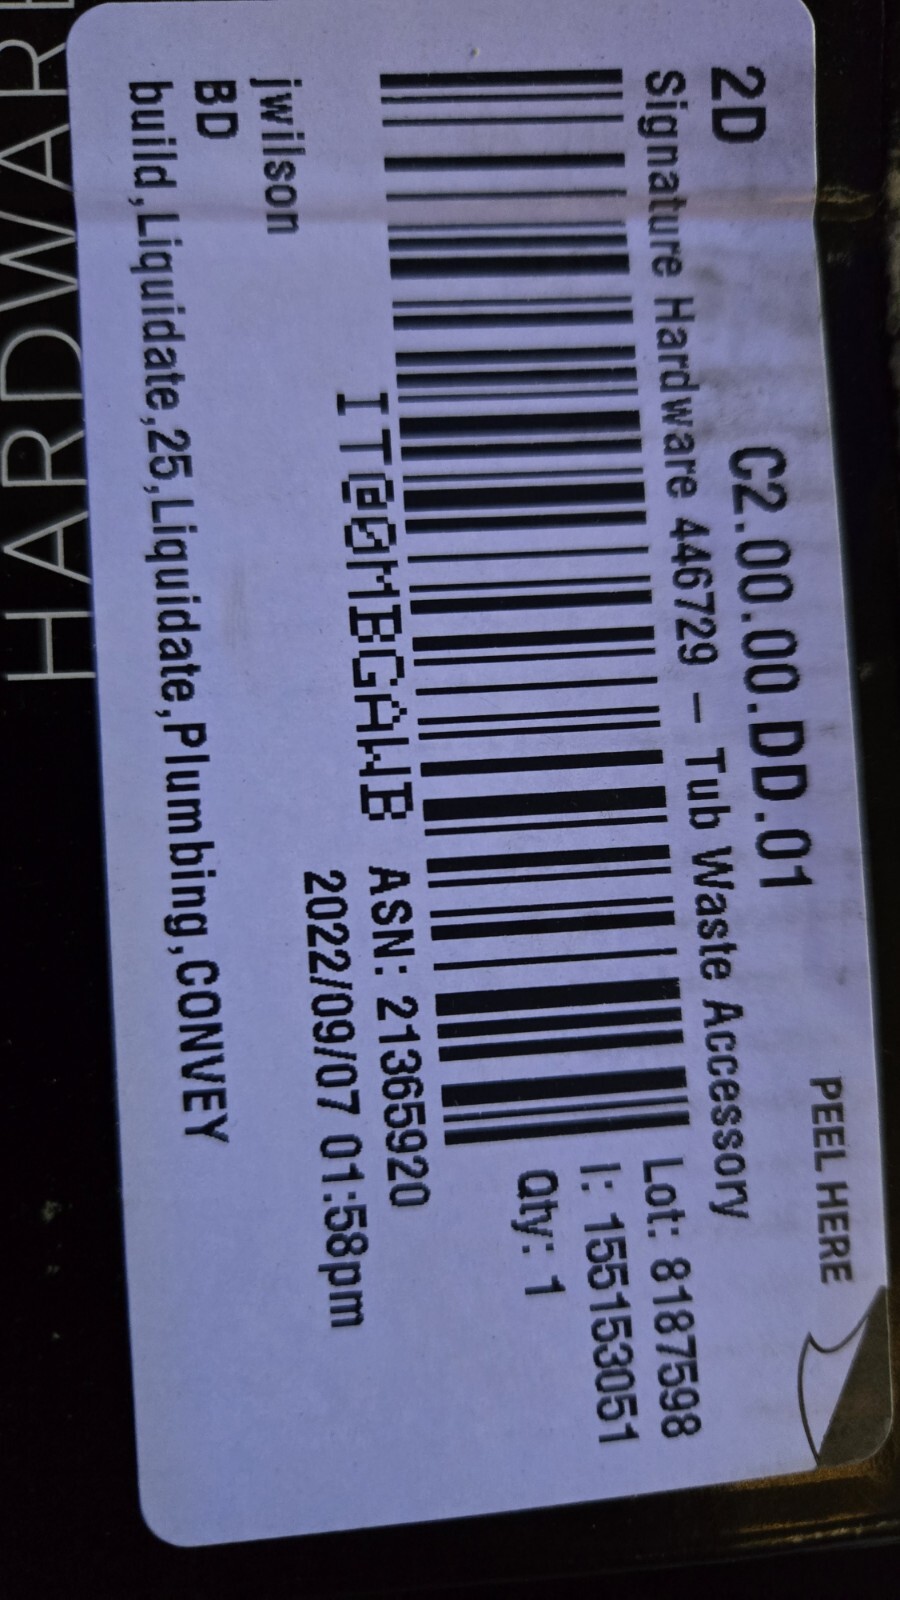 PEEL HERE
2D C2.00.00.DD.01
Signature Hardware 446729 - Tub Waste Accessory
Lot: 8187598
I: 155153051
Qty: 1
IT@0MBGAWB ASN: 21365920
jwilson 2022/09/07 01:58pm
BD
build,Liquidate,25,Liquidate,Plumbing,CONVEY
HARDWAR